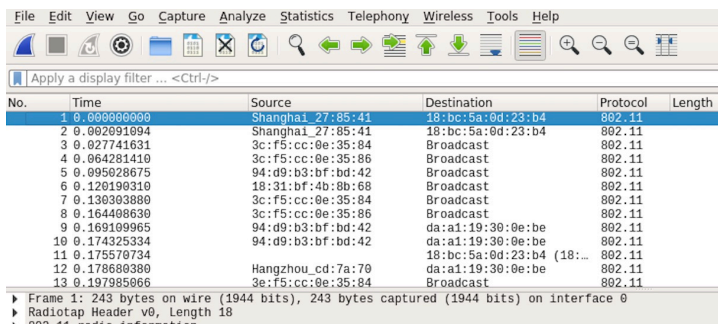 File Edit View Go Capture Analyze Statistics Telephony Wireless Tools Help
Apply a display filter ... <Ctrl-/>
No. Time Source Destination Protocol Length
1 0.000000000 Shanghai_27:85:41 18:bc:5a:0d:23:b4 802.11
2 0.002091094 Shanghai_27:85:41 18:bc:5a:0d:23:b4 802.11
3 0.027741631 3c:f5:cc:0e:35:84 Broadcast 802.11
4 0.064281410 3c:f5:cc:0e:35:86 Broadcast 802.11
5 0.095028675 94:d9:b3:bf:bd:42 Broadcast 802.11
6 0.120190310 18:31:bf:4b:8b:68 Broadcast 802.11
7 0.130303880 3c:f5:cc:0e:35:84 Broadcast 802.11
8 0.164408630 3c:f5:cc:0e:35:86 Broadcast 802.11
9 0.169109965 94:d9:b3:bf:bd:42 da:a1:19:30:0e:be 802.11
10 0.174325334 94:d9:b3:bf:bd:42 da:a1:19:30:0e:be 802.11
11 0.175570734 18:bc:5a:0d:23:b4 (18:… 802.11
12 0.178680380 Hangzhou_cd:7a:70 da:a1:19:30:0e:be 802.11
13 0.197985066 3e:f5:cc:0e:35:84 Broadcast 802.11
Frame 1: 243 bytes on wire (1944 bits), 243 bytes captured (1944 bits) on interface 0
Radiotap Header v0, Length 18
802.11 radio information